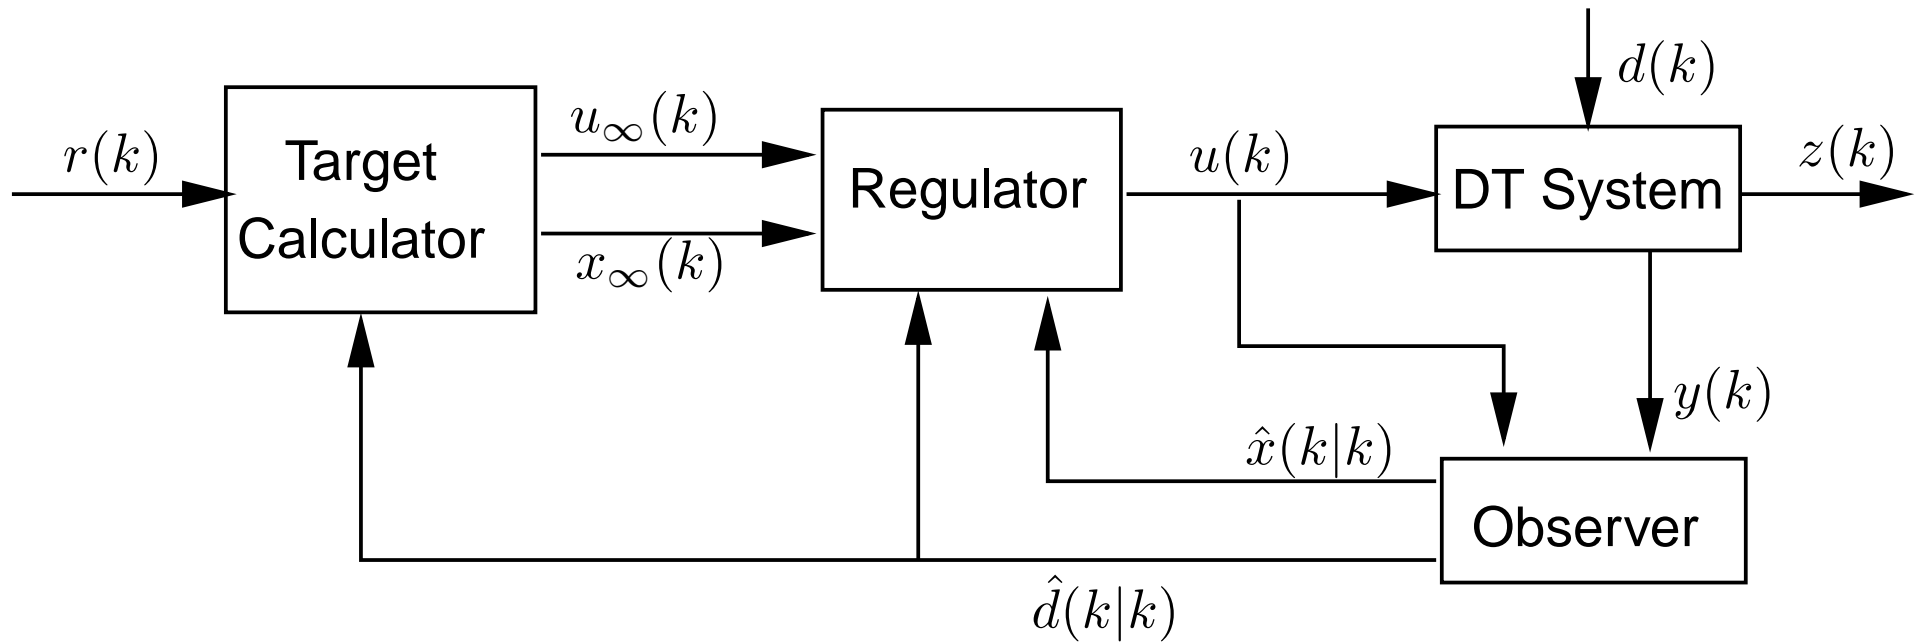 r(k)
Target
Calculator
u∞(k)
x∞(k)
Regulator
u(k)
d(k)
DT System
z(k)
y(k)
x̂(k|k)
Observer
d̂(k|k)